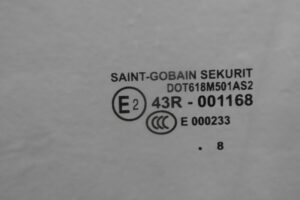 SAINT-GOBAIN SEKURIT
DOT618M501AS2
E2 43R - 001168
CCC E 000233
. 8